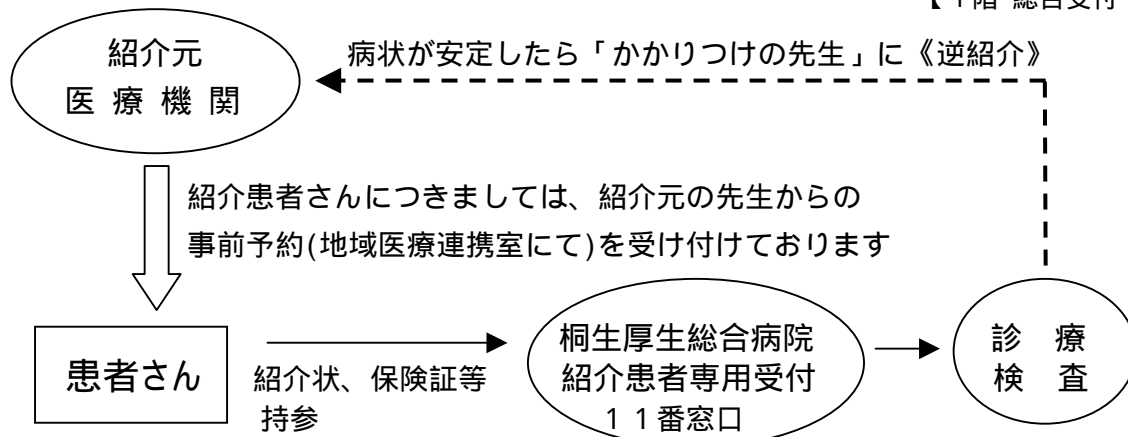 【１階 総合受付
紹介元
医療機関
病状が安定したら「かかりつけの先生」に《逆紹介》
紹介患者さんにつきましては、紹介元の先生からの
事前予約(地域医療連携室にて)を受け付けております
患者さん
紹介状、保険証等
持参
桐生厚生総合病院
紹介患者専用受付
１１番窓口
診療
検査